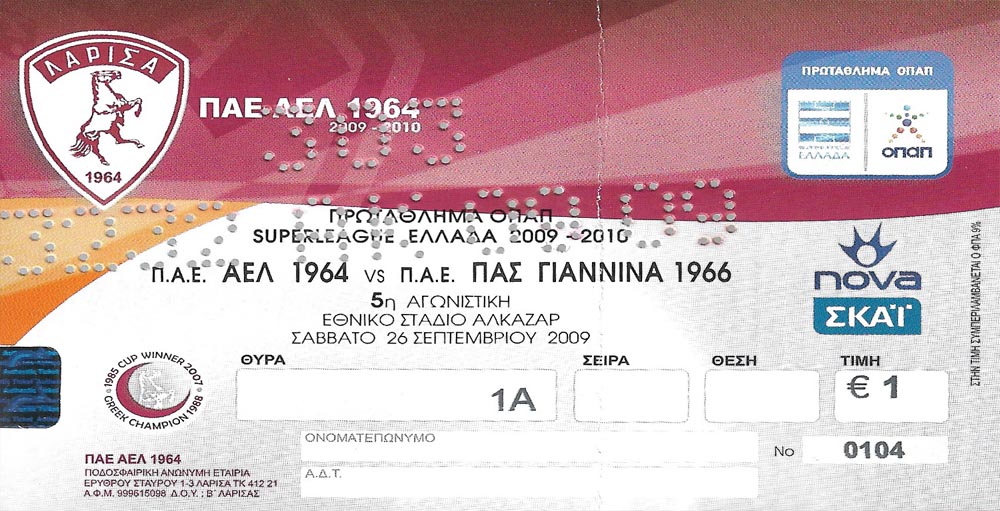 ΛΑΡΙΣΑ
1964
ΠΑΕ ΑΕΛ 1964
2009 - 2010
ΠΡΩΤΑΘΛΗΜΑ ΟΠΑΠ
ΕΛΛΑΔΑ
οπαπ
ΠΡΩΤΑΘΛΗΜΑ ΟΠΑΠ
SUPERLEAGUE ΕΛΛΑΔΑ 2009 - 2010
Π.Α.Ε. ΑΕΛ 1964 VS Π.Α.Ε. ΠΑΣ ΓΙΑΝΝΙΝΑ 1966
5η ΑΓΩΝΙΣΤΙΚΗ
ΕΘΝΙΚΟ ΣΤΑΔΙΟ ΑΛΚΑΖΑΡ
ΣΑΒΒΑΤΟ 26 ΣΕΠΤΕΜΒΡΙΟΥ 2009
nova
ΣΚΑΪ
ΣΤΗΝ ΤΙΜΗ ΣΥΜΠΕΡΙΛΑΜΒΑΝΕΤΑΙ Ο ΦΠΑ 9%
1985 CUP WINNER 2007
GREEK CHAMPION 1988
ΘΥΡΑ ΣΕΙΡΑ ΘΕΣΗ ΤΙΜΗ
1A € 1
ΟΝΟΜΑΤΕΠΩΝΥΜΟ
Α.Δ.Τ.
No 0104
ΠΑΕ ΑΕΛ 1964
ΠΟΔΟΣΦΑΙΡΙΚΗ ΑΝΩΝΥΜΗ ΕΤΑΙΡΙΑ
ΕΡΥΘΡΟΥ ΣΤΑΥΡΟΥ 1-3 ΛΑΡΙΣΑ ΤΚ 412 21
Α.Φ.Μ. 999615098 Δ.Ο.Υ. ; Β΄ ΛΑΡΙΣΑΣ